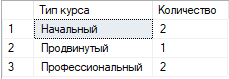 Тип курса Количество
1 Начальный 2
2 Продвинутый 1
3 Профессиональный 2